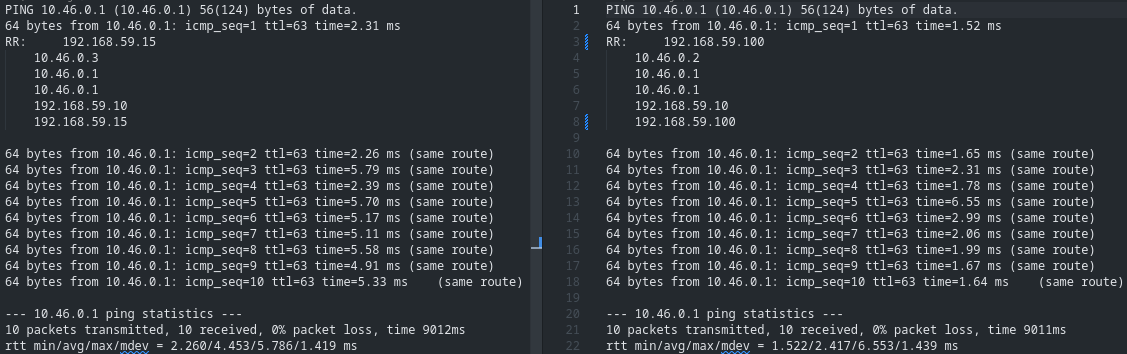 PING 10.46.0.1 (10.46.0.1) 56(124) bytes of data.
64 bytes from 10.46.0.1: icmp_seq=1 ttl=63 time=2.31 ms
RR: 192.168.59.15
10.46.0.3
10.46.0.1
10.46.0.1
192.168.59.10
192.168.59.15
64 bytes from 10.46.0.1: icmp_seq=2 ttl=63 time=2.26 ms (same route)
64 bytes from 10.46.0.1: icmp_seq=3 ttl=63 time=5.79 ms (same route)
64 bytes from 10.46.0.1: icmp_seq=4 ttl=63 time=2.39 ms (same route)
64 bytes from 10.46.0.1: icmp_seq=5 ttl=63 time=5.70 ms (same route)
64 bytes from 10.46.0.1: icmp_seq=6 ttl=63 time=5.17 ms (same route)
64 bytes from 10.46.0.1: icmp_seq=7 ttl=63 time=5.11 ms (same route)
64 bytes from 10.46.0.1: icmp_seq=8 ttl=63 time=5.58 ms (same route)
64 bytes from 10.46.0.1: icmp_seq=9 ttl=63 time=4.91 ms (same route)
64 bytes from 10.46.0.1: icmp_seq=10 ttl=63 time=5.33 ms (same route)
--- 10.46.0.1 ping statistics ---
10 packets transmitted, 10 received, 0% packet loss, time 9012ms
rtt min/avg/max/mdev = 2.260/4.453/5.786/1.419 ms
1 PING 10.46.0.1 (10.46.0.1) 56(124) bytes of data.
2 64 bytes from 10.46.0.1: icmp_seq=1 ttl=63 time=1.52 ms
3 RR: 192.168.59.100
4 10.46.0.2
5 10.46.0.1
6 10.46.0.1
7 192.168.59.10
8 192.168.59.100
9
10 64 bytes from 10.46.0.1: icmp_seq=2 ttl=63 time=1.65 ms (same route)
11 64 bytes from 10.46.0.1: icmp_seq=3 ttl=63 time=2.31 ms (same route)
12 64 bytes from 10.46.0.1: icmp_seq=4 ttl=63 time=1.78 ms (same route)
13 64 bytes from 10.46.0.1: icmp_seq=5 ttl=63 time=6.55 ms (same route)
14 64 bytes from 10.46.0.1: icmp_seq=6 ttl=63 time=2.99 ms (same route)
15 64 bytes from 10.46.0.1: icmp_seq=7 ttl=63 time=2.06 ms (same route)
16 64 bytes from 10.46.0.1: icmp_seq=8 ttl=63 time=1.99 ms (same route)
17 64 bytes from 10.46.0.1: icmp_seq=9 ttl=63 time=1.67 ms (same route)
18 64 bytes from 10.46.0.1: icmp_seq=10 ttl=63 time=1.64 ms (same route)
19
20 --- 10.46.0.1 ping statistics ---
21 10 packets transmitted, 10 received, 0% packet loss, time 9011ms
22 rtt min/avg/max/mdev = 1.522/2.417/6.553/1.439 ms